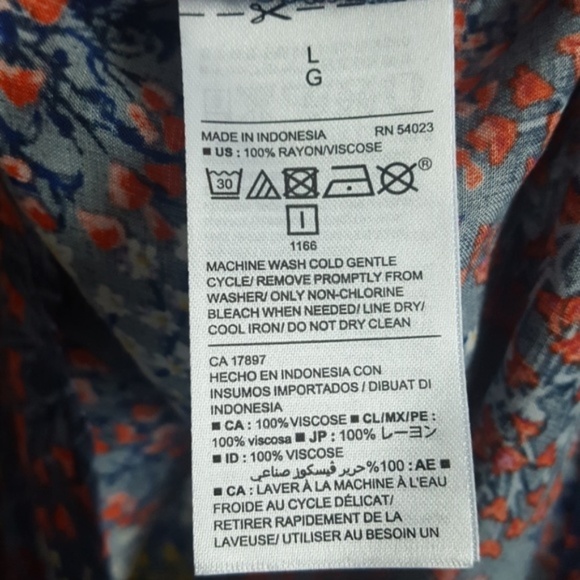 L
G
MADE IN INDONESIA RN 54023
■ US : 100% RAYON/VISCOSE
30
®
1166
MACHINE WASH COLD GENTLE
CYCLE/ REMOVE PROMPTLY FROM
WASHER/ ONLY NON-CHLORINE
BLEACH WHEN NEEDED/ LINE DRY/
COOL IRON/ DO NOT DRY CLEAN
CA 17897
HECHO EN INDONESIA CON
INSUMOS IMPORTADOS / DIBUAT DI
INDONESIA
■ CA : 100% VISCOSE ■ CL/MX/PE :
100% viscosa ■ JP : 100% レーヨン
■ ID : 100% VISCOSE
■ AE: 100% حرير ڤيسكوز صناعي
■ CA : LAVER À LA MACHINE À L'EAU
FROIDE AU CYCLE DÉLICAT/
RETIRER RAPIDEMENT DE LA
LAVEUSE/ UTILISER AU BESOIN UN